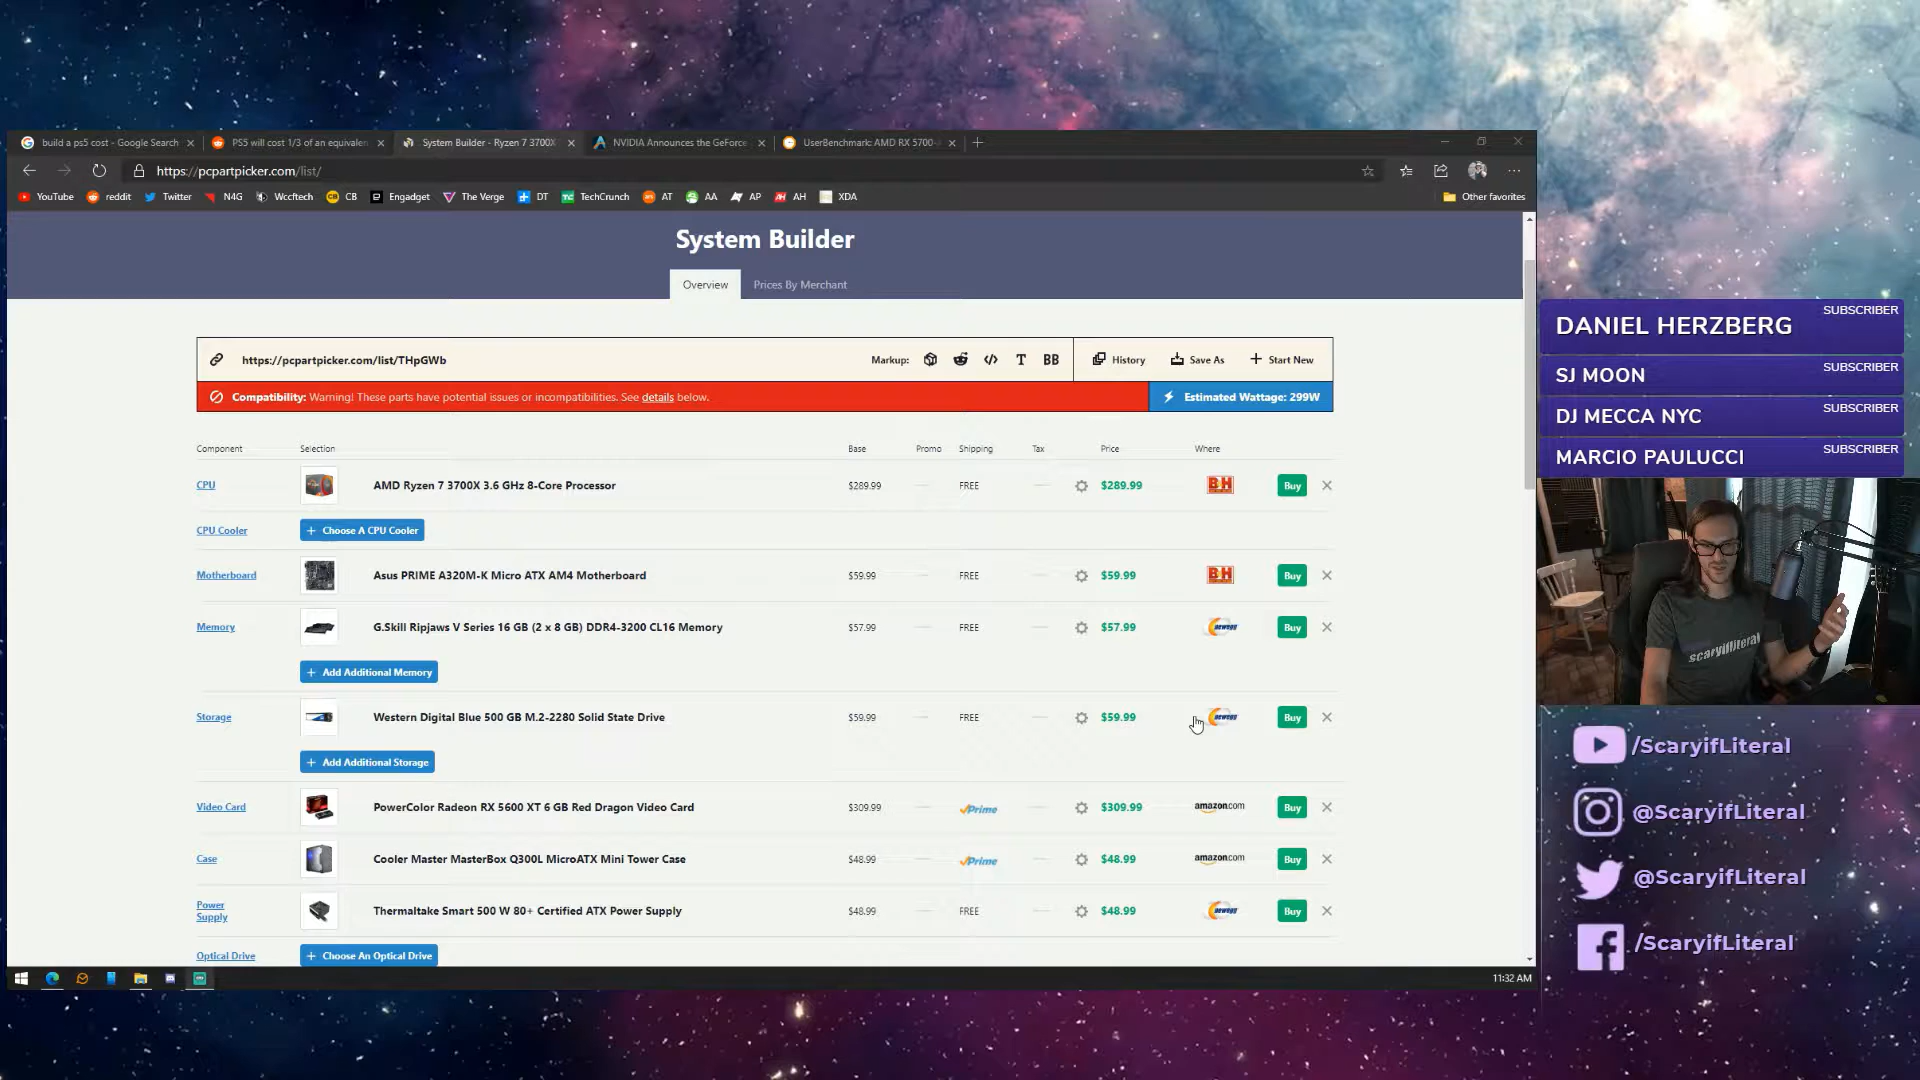 build a ps5 cost - Google Search
PS5 will cost 1/3 of an equivalen
System Builder - Ryzen 7 3700X
NVIDIA Announces the GeForce
UserBenchmark: AMD RX 5700-
https://pcpartpicker.com/list/
YouTube
reddit
Twitter
N4G
Wccftech
CB
Engadget
The Verge
DT
TechCrunch
AT
AA
AP
AH
XDA
Other favorites
System Builder
Overview
Prices By Merchant
https://pcpartpicker.com/list/THpGWb
Markup:
T
BB
History
Save As
Start New
Compatibility: Warning! These parts have potential issues or incompatibilities. See details below.
Estimated Wattage: 299W
Component Selection Base Promo Shipping Tax Price Where
CPU AMD Ryzen 7 3700X 3.6 GHz 8-Core Processor $289.99 FREE $289.99 B&H Buy
CPU Cooler Choose A CPU Cooler
Motherboard Asus PRIME A320M-K Micro ATX AM4 Motherboard $59.99 FREE $59.99 B&H Buy
Memory G.Skill Ripjaws V Series 16 GB (2 x 8 GB) DDR4-3200 CL16 Memory $57.99 FREE $57.99 newegg Buy
Add Additional Memory
Storage Western Digital Blue 500 GB M.2-2280 Solid State Drive $59.99 FREE $59.99 newegg Buy
Add Additional Storage
Video Card PowerColor Radeon RX 5600 XT 6 GB Red Dragon Video Card $309.99 Prime $309.99 amazon.com Buy
Case Cooler Master MasterBox Q300L MicroATX Mini Tower Case $48.99 Prime $48.99 amazon.com Buy
Power Supply Thermaltake Smart 500 W 80+ Certified ATX Power Supply $48.99 FREE $48.99 newegg Buy
Optical Drive Choose An Optical Drive
11:32 AM
DANIEL HERZBERG SUBSCRIBER
SJ MOON SUBSCRIBER
DJ MECCA NYC SUBSCRIBER
MARCIO PAULUCCI SUBSCRIBER
scaryifliteral
/ScaryifLiteral
@ScaryifLiteral
@ScaryifLiteral
/ScaryifLiteral